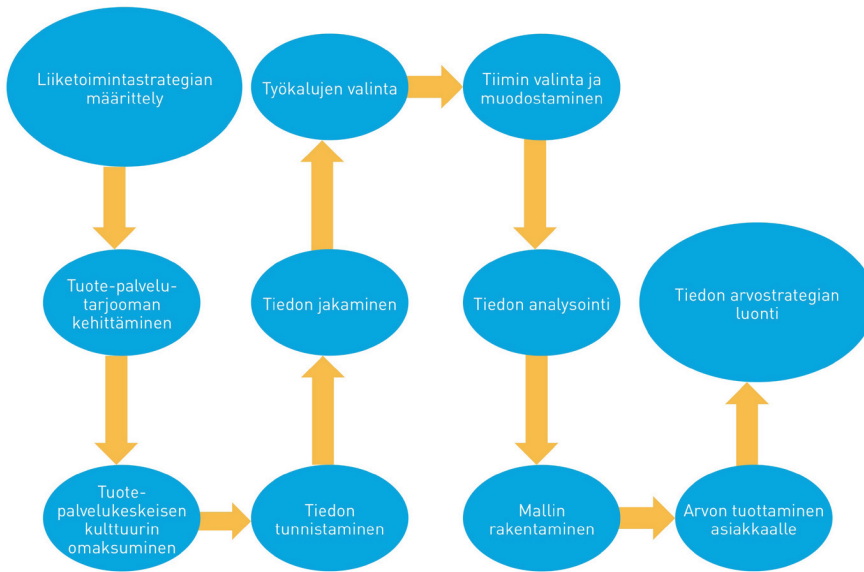 Liiketoimintastrategian
määrittely
Tuote-palvelu-
tarjooman
kehittäminen
Tuote-
palvelukeskeisen
kulttuurin
omaksuminen
Tiedon
tunnistaminen
Tiedon jakaminen
Työkalujen valinta
Tiimin valinta ja
muodostaminen
Tiedon analysointi
Mallin
rakentaminen
Arvon tuottaminen
asiakkaalle
Tiedon arvostrategian
luonti